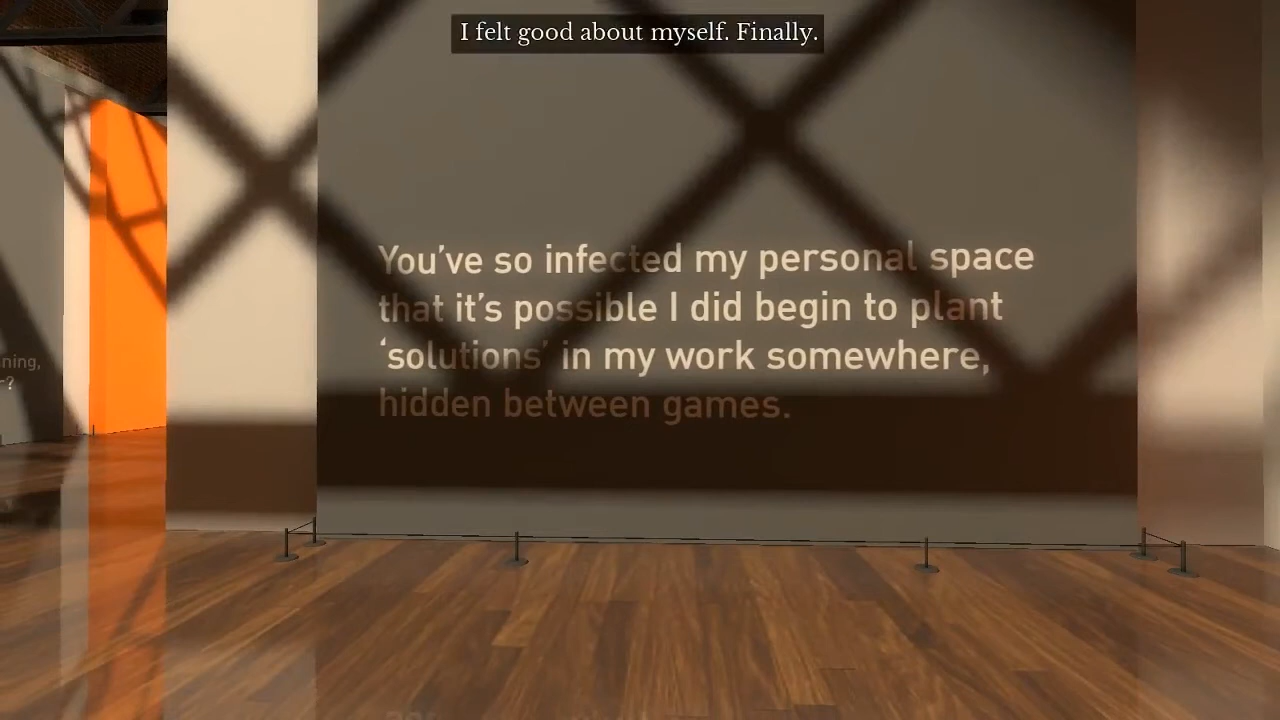 I felt good about myself. Finally.
You've so infected my personal space
that it's possible I did begin to plant
‘solutions’ in my work somewhere,
hidden between games.
ning,
?